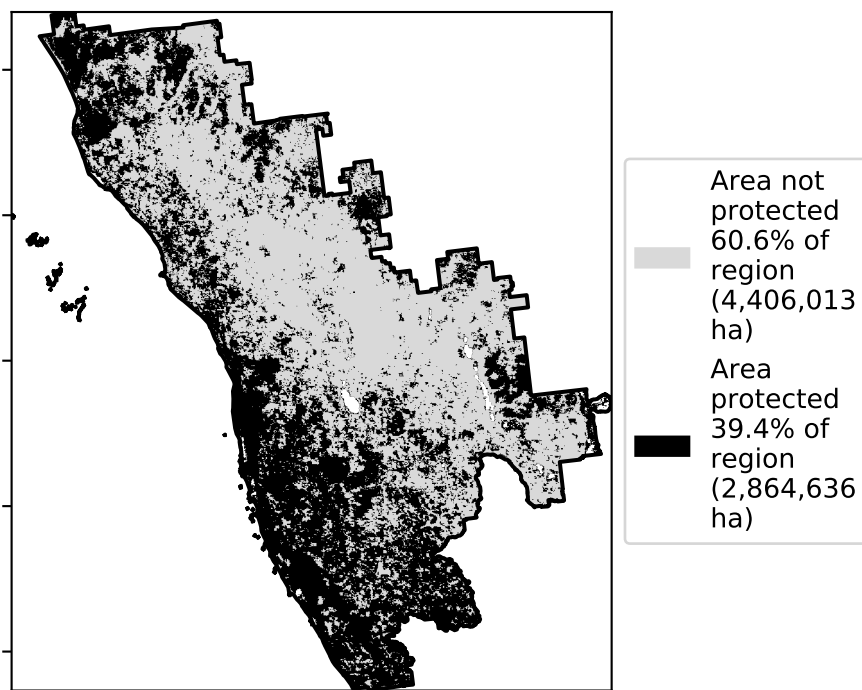 Area not
protected
60.6% of
region
(4,406,013
ha)
Area
protected
39.4% of
region
(2,864,636
ha)